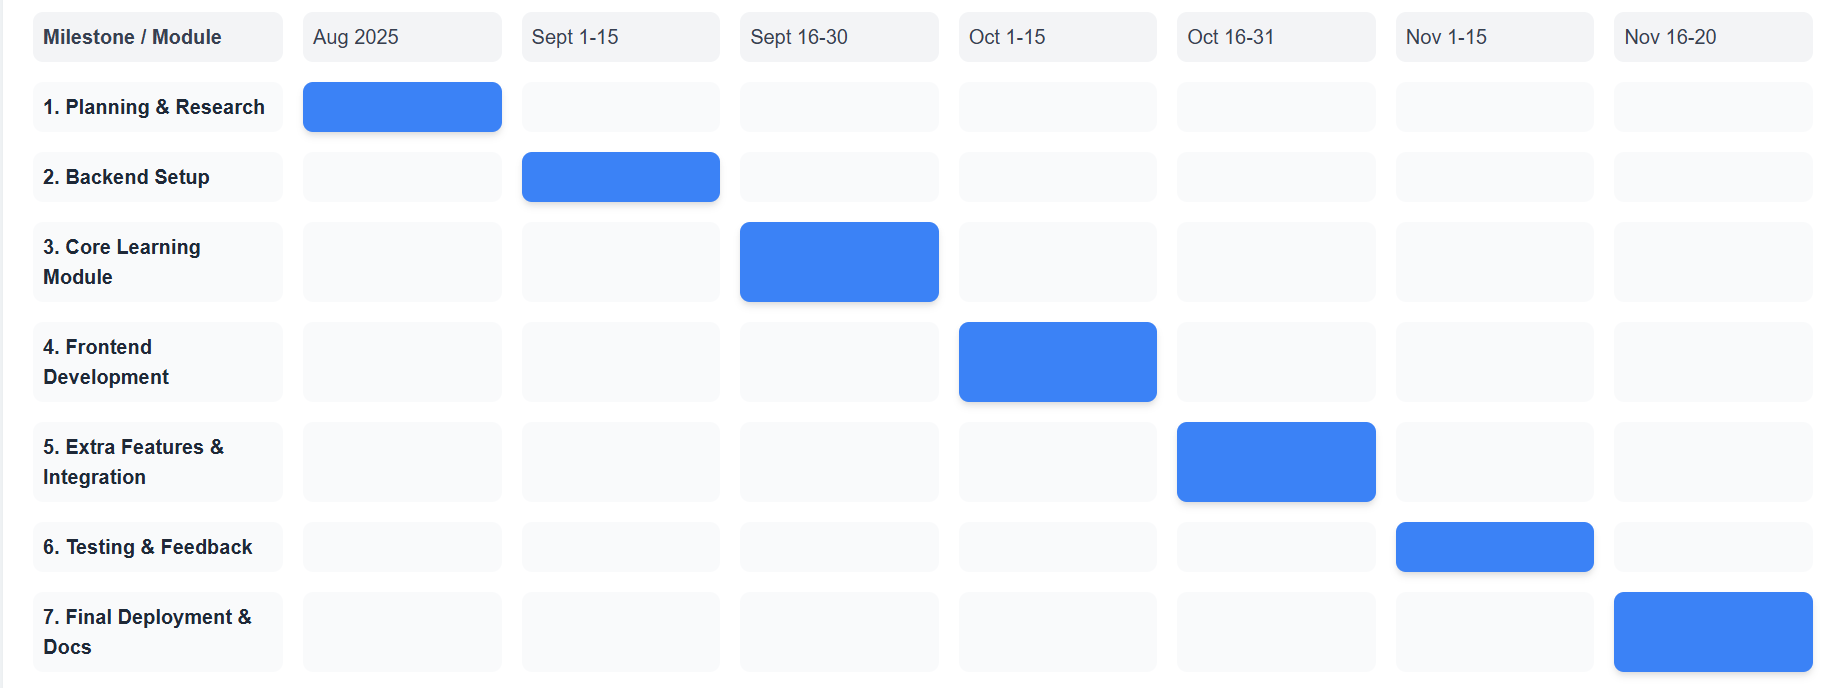 Milestone / Module
Aug 2025
Sept 1-15
Sept 16-30
Oct 1-15
Oct 16-31
Nov 1-15
Nov 16-20
1. Planning & Research
2. Backend Setup
3. Core Learning
Module
4. Frontend
Development
5. Extra Features &
Integration
6. Testing & Feedback
7. Final Deployment &
Docs